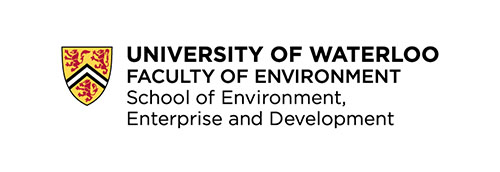 UNIVERSITY OF WATERLOO
FACULTY OF ENVIRONMENT
School of Environment,
Enterprise and Development